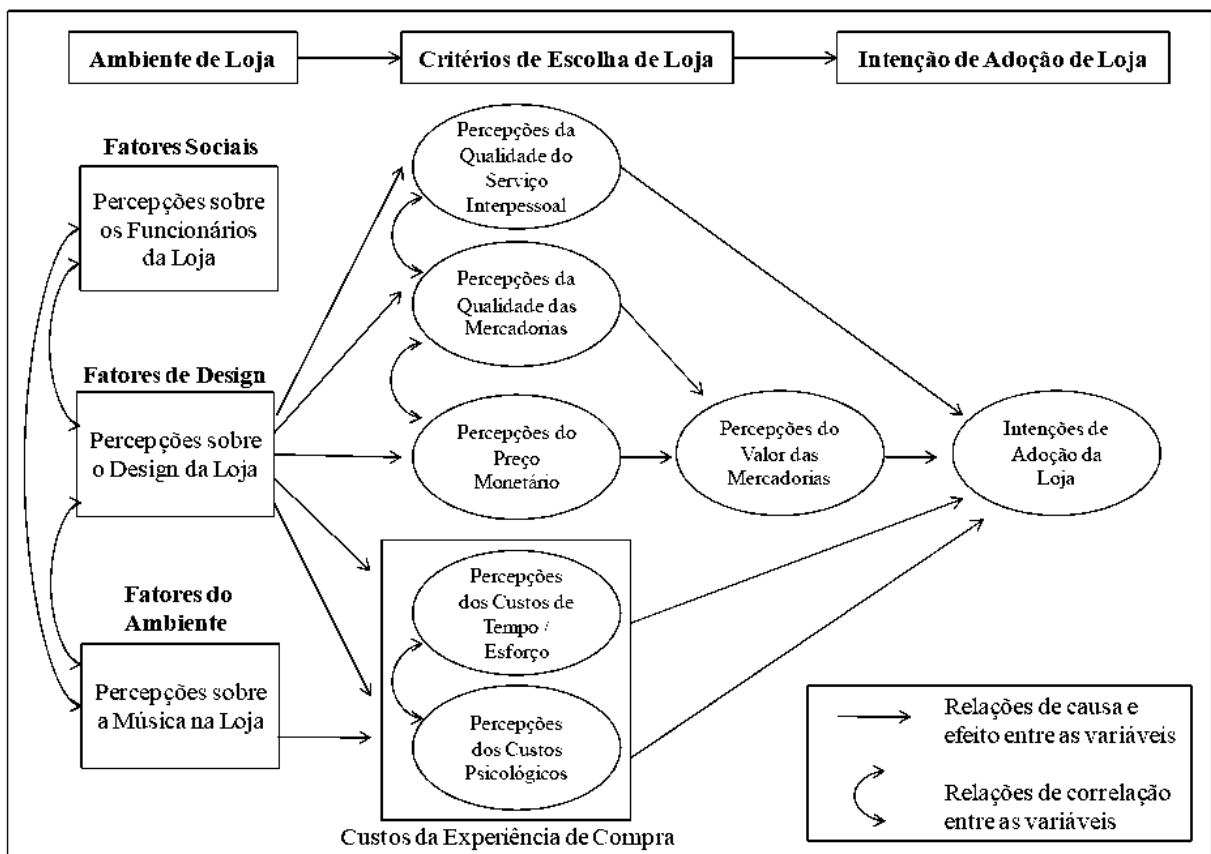 Ambiente de Loja
Critérios de Escolha de Loja
Intenção de Adoção de Loja
Fatores Sociais
Percepções sobre
os Funcionários
da Loja
Fatores de Design
Percepções sobre
o Design da Loja
Fatores do
Ambiente
Percepções sobre
a Música na Loja
Percepções da
Qualidade do
Serviço
Interpessoal
Percepções da
Qualidade das
Mercadorias
Percepções do
Preço
Monetário
Percepções
dos Custos de
Tempo /
Esforço
Percepções
dos Custos
Psicológicos
Custos da Experiência de Compra
Percepções do
Valor das
Mercadorias
Intenções de
Adoção da
Loja
Relações de causa e
efeito entre as variáveis
Relações de correlação
entre as variáveis